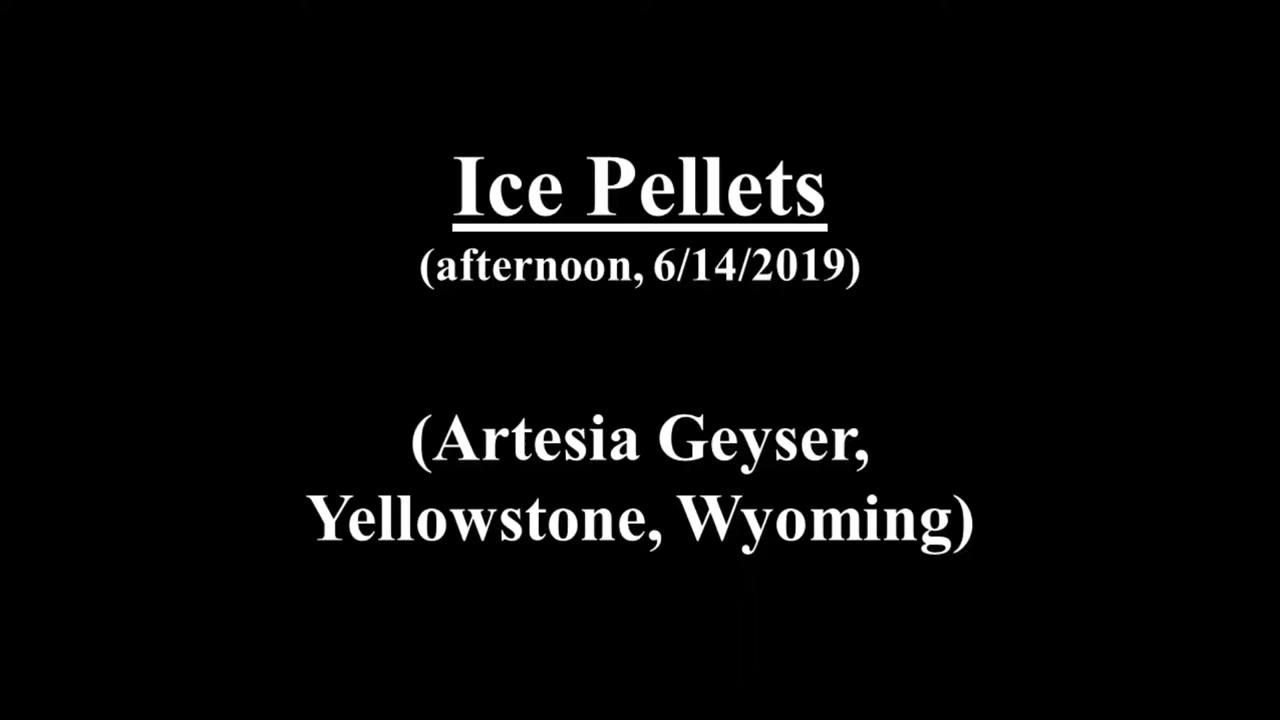 Ice Pellets
(afternoon, 6/14/2019)
(Artesia Geyser,
Yellowstone, Wyoming)